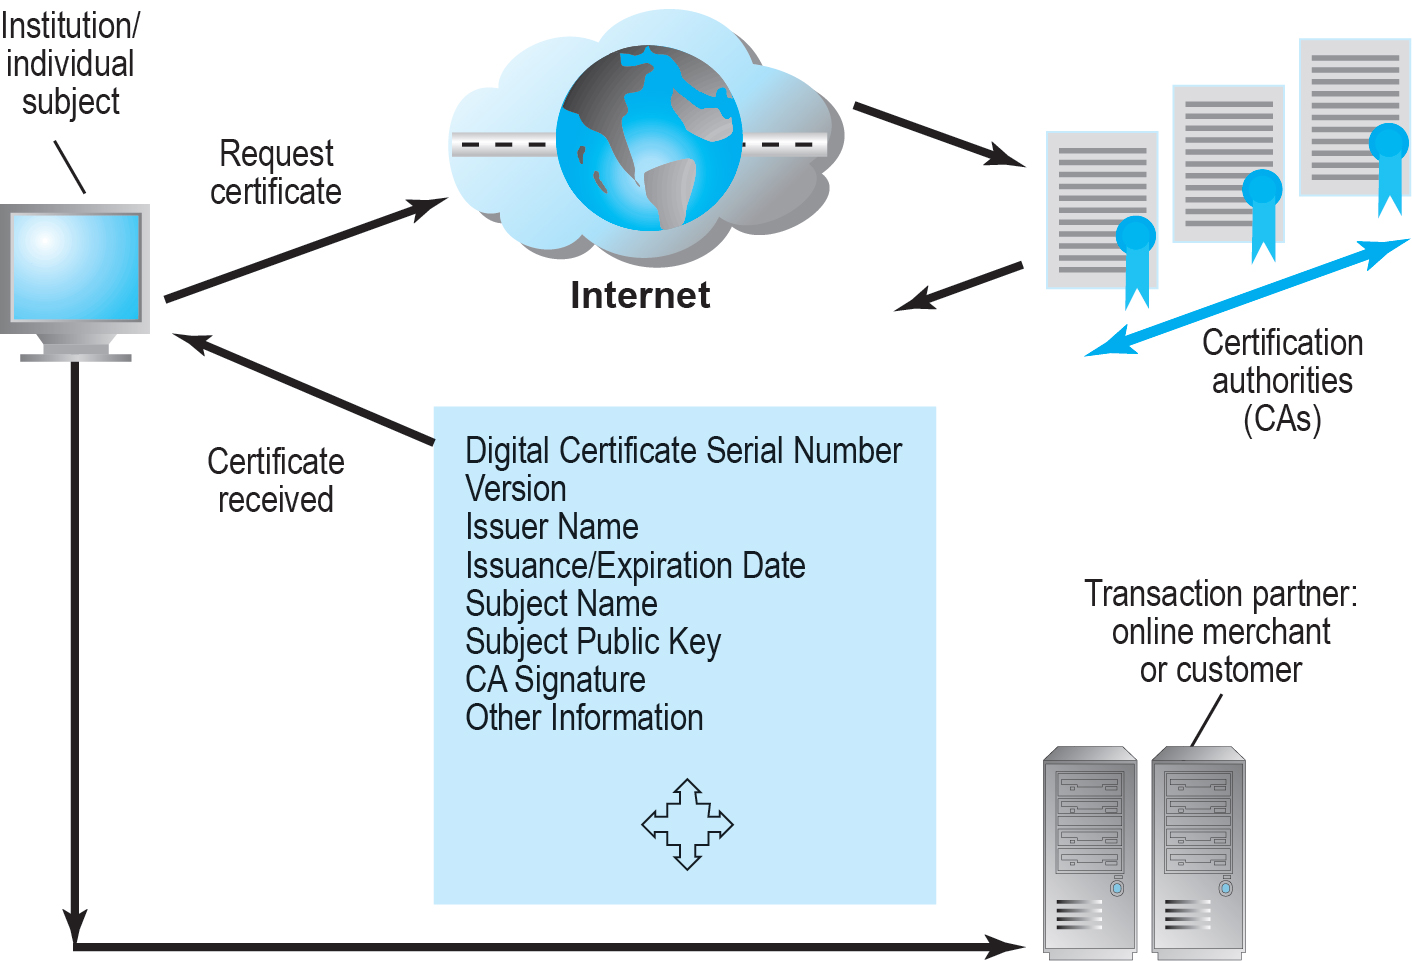 Institution/
individual
subject
Request
certificate
Internet
Certification
authorities
(CAs)
Certificate
received
Digital Certificate Serial Number
Version
Issuer Name
Issuance/Expiration Date
Subject Name
Subject Public Key
CA Signature
Other Information
Transaction partner:
online merchant
or customer